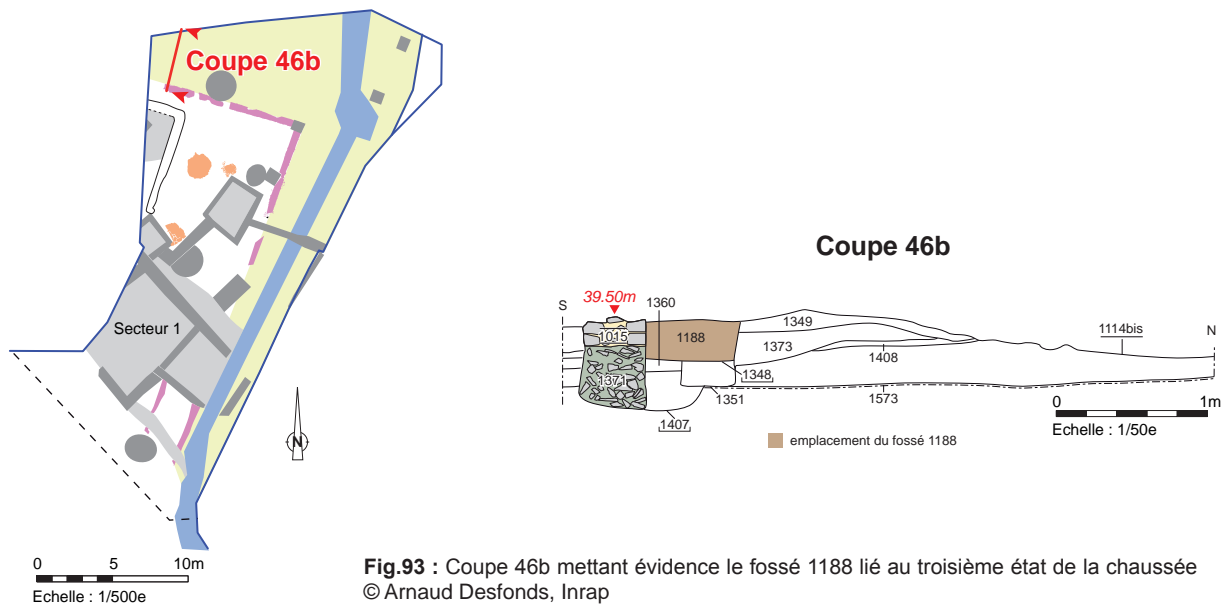 Coupe 46b
Secteur 1
N
0 5 10m
Echelle : 1/500e
Coupe 46b
S
39.50m
1360
1015
1188
1349
1373
1408
1114bis
N
1371
1348
1351
1573
1407
0 1m
Echelle : 1/50e
emplacement du fossé 1188
Fig.93 : Coupe 46b mettant évidence le fossé 1188 lié au troisième état de la chaussée
© Arnaud Desfonds, Inrap